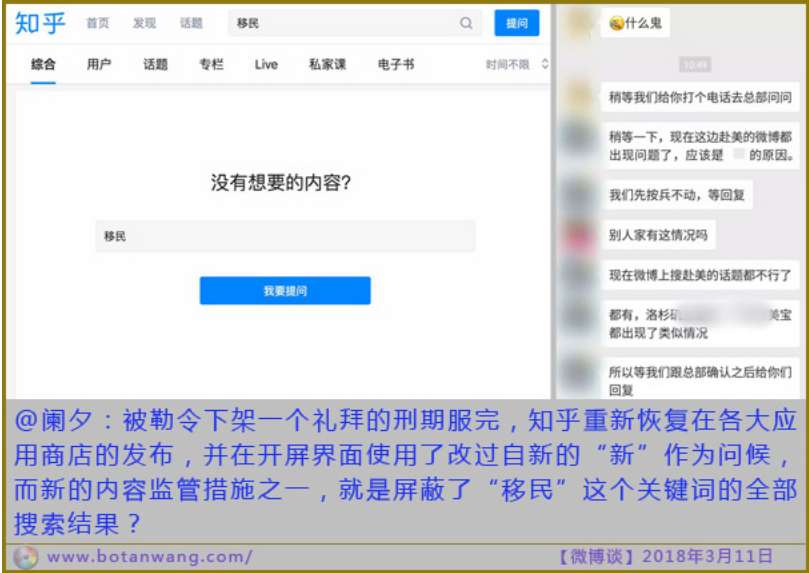 知乎 首页 发现 话题 移民 提问
综合 用户 话题 专栏 Live 私家课 电子书 时间不限
没有想要的内容?
移民
我要提问
什么鬼
10:49
稍等我们给你打个电话去总部问问
稍等一下，现在这边赴美的微博都
出现问题了，应该是 的原因。
我们先按兵不动，等回复
别人家有这情况吗
现在微博上搜赴美的话题都不行了
都有，洛杉矶 美宝
都出现了类似情况
所以等我们跟总部确认之后给你们
回复
@阑夕：被勒令下架一个礼拜的刑期服完，知乎重新恢复在各大应
用商店的发布，并在开屏界面使用了改过自新的“新”作为问候，
而新的内容监管措施之一，就是屏蔽了“移民”这个关键词的全部
搜索结果？
www.botanwang.com/ 【微博谈】2018年3月11日